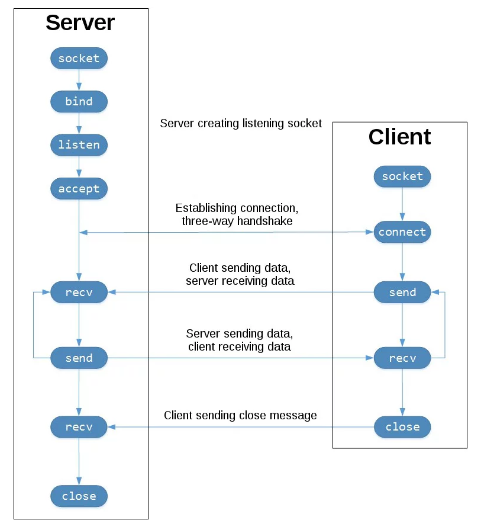 Server
socket
bind
listen
accept
recv
send
recv
close
Server creating listening socket
Establishing connection,
three-way handshake
Client sending data,
server receiving data
Server sending data,
client receiving data
Client sending close message
Client
socket
connect
send
recv
close